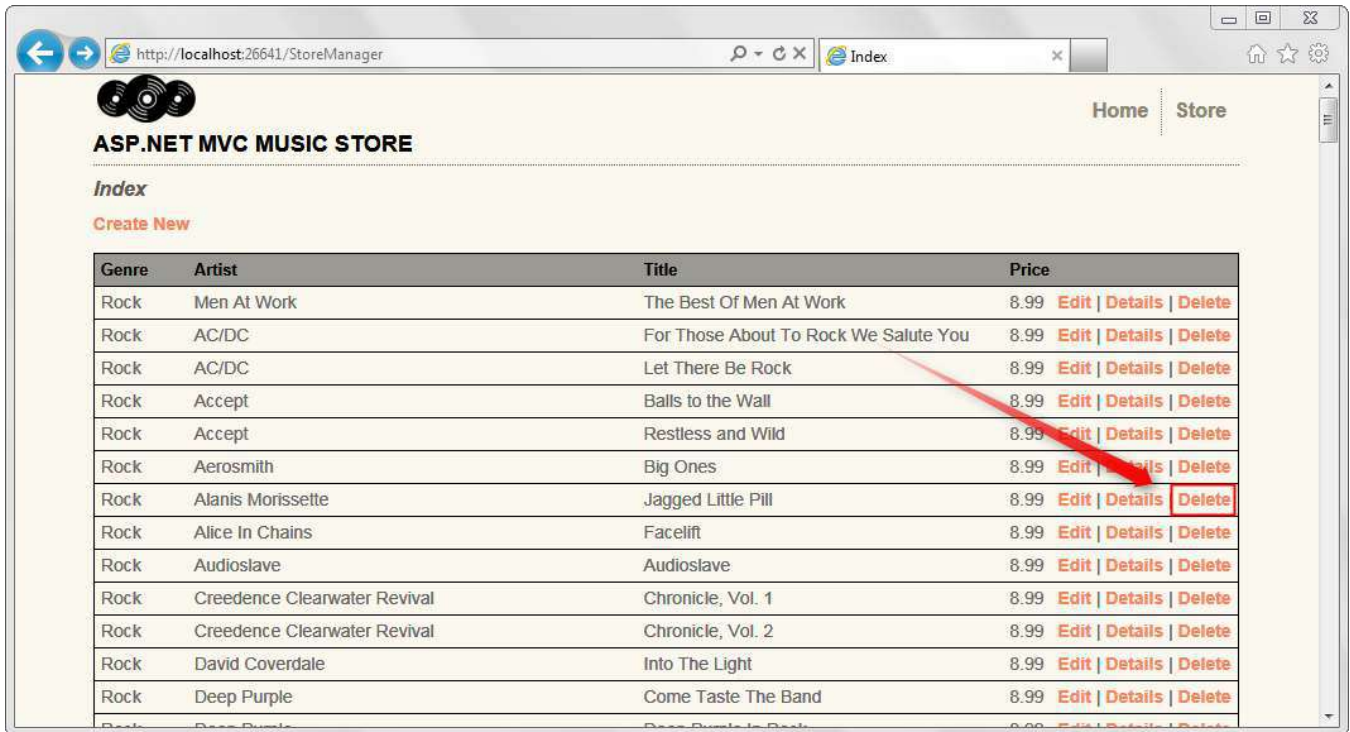 http://localhost:26641/StoreManager
Index
Home
Store
ASP.NET MVC MUSIC STORE
Index
Create New
Genre Artist Title Price
Rock Men At Work The Best Of Men At Work 8.99 Edit | Details | Delete
Rock AC/DC For Those About To Rock We Salute You 8.99 Edit | Details | Delete
Rock AC/DC Let There Be Rock 8.99 Edit | Details | Delete
Rock Accept Balls to the Wall 8.99 Edit | Details | Delete
Rock Accept Restless and Wild 8.99 Edit | Details | Delete
Rock Aerosmith Big Ones 8.99 Edit | Details | Delete
Rock Alanis Morissette Jagged Little Pill 8.99 Edit | Details | Delete
Rock Alice In Chains Facelift 8.99 Edit | Details | Delete
Rock Audioslave Audioslave 8.99 Edit | Details | Delete
Rock Creedence Clearwater Revival Chronicle, Vol. 1 8.99 Edit | Details | Delete
Rock Creedence Clearwater Revival Chronicle, Vol. 2 8.99 Edit | Details | Delete
Rock David Coverdale Into The Light 8.99 Edit | Details | Delete
Rock Deep Purple Come Taste The Band 8.99 Edit | Details | Delete